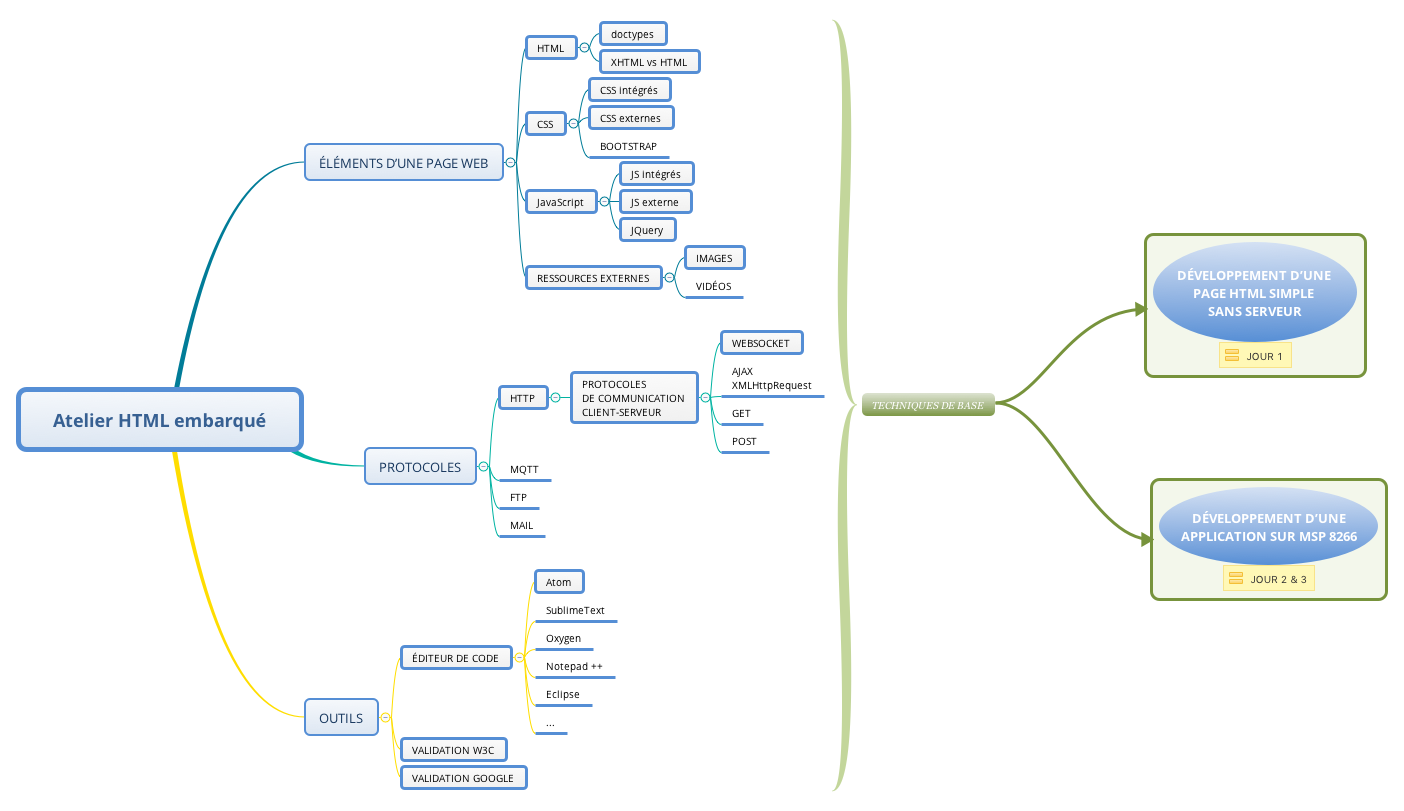 Atelier HTML embarqué
ÉLÉMENTS D’UNE PAGE WEB
HTML
doctypes
XHTML vs HTML
CSS
CSS intégrés
CSS externes
BOOTSTRAP
JavaScript
JS intégrés
JS externe
JQuery
RESSOURCES EXTERNES
IMAGES
VIDÉOS
PROTOCOLES
HTTP
PROTOCOLES
DE COMMUNICATION
CLIENT-SERVEUR
WEBSOCKET
AJAX
XMLHttpRequest
GET
POST
MQTT
FTP
MAIL
OUTILS
ÉDITEUR DE CODE
Atom
SublimeText
Oxygen
Notepad ++
Eclipse
...
VALIDATION W3C
VALIDATION GOOGLE
TECHNIQUES DE BASE
DÉVELOPPEMENT D’UNE
PAGE HTML SIMPLE
SANS SERVEUR
JOUR 1
DÉVELOPPEMENT D’UNE
APPLICATION SUR MSP 8266
JOUR 2 & 3